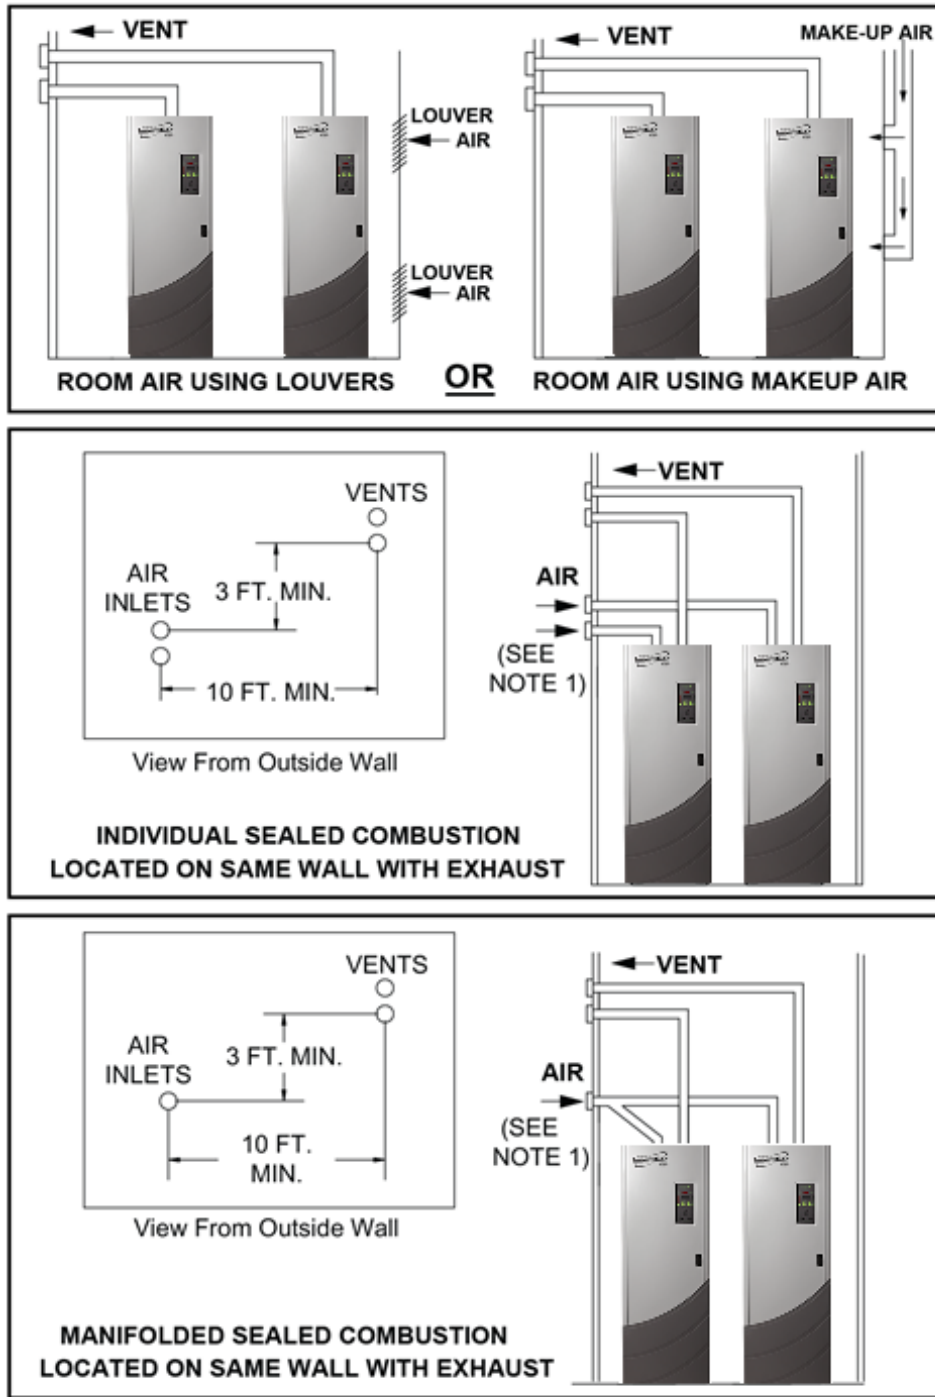 VENT
LOUVER
AIR
LOUVER
AIR
ROOM AIR USING LOUVERS
OR
VENT
MAKE-UP AIR
ROOM AIR USING MAKEUP AIR
VENTS
3 FT. MIN.
AIR
INLETS
10 FT. MIN.
View From Outside Wall
INDIVIDUAL SEALED COMBUSTION
LOCATED ON SAME WALL WITH EXHAUST
VENT
AIR
(SEE
NOTE 1)
VENTS
3 FT. MIN.
AIR
INLETS
10 FT.
MIN.
View From Outside Wall
MANIFOLDED SEALED COMBUSTION
LOCATED ON SAME WALL WITH EXHAUST
VENT
AIR
(SEE
NOTE 1)